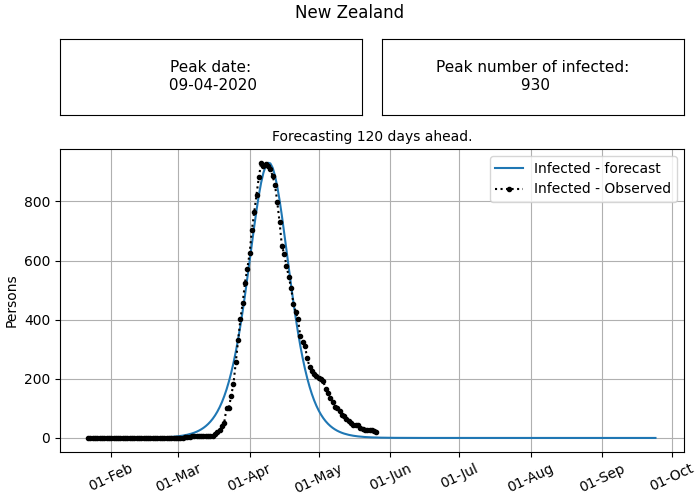 New Zealand
Peak date:
09-04-2020
Peak number of infected:
930
Forecasting 120 days ahead.
Infected - forecast
Infected - Observed
Persons
800
600
400
200
0
01-Feb
01-Mar
01-Apr
01-May
01-Jun
01-Jul
01-Aug
01-Sep
01-Oct